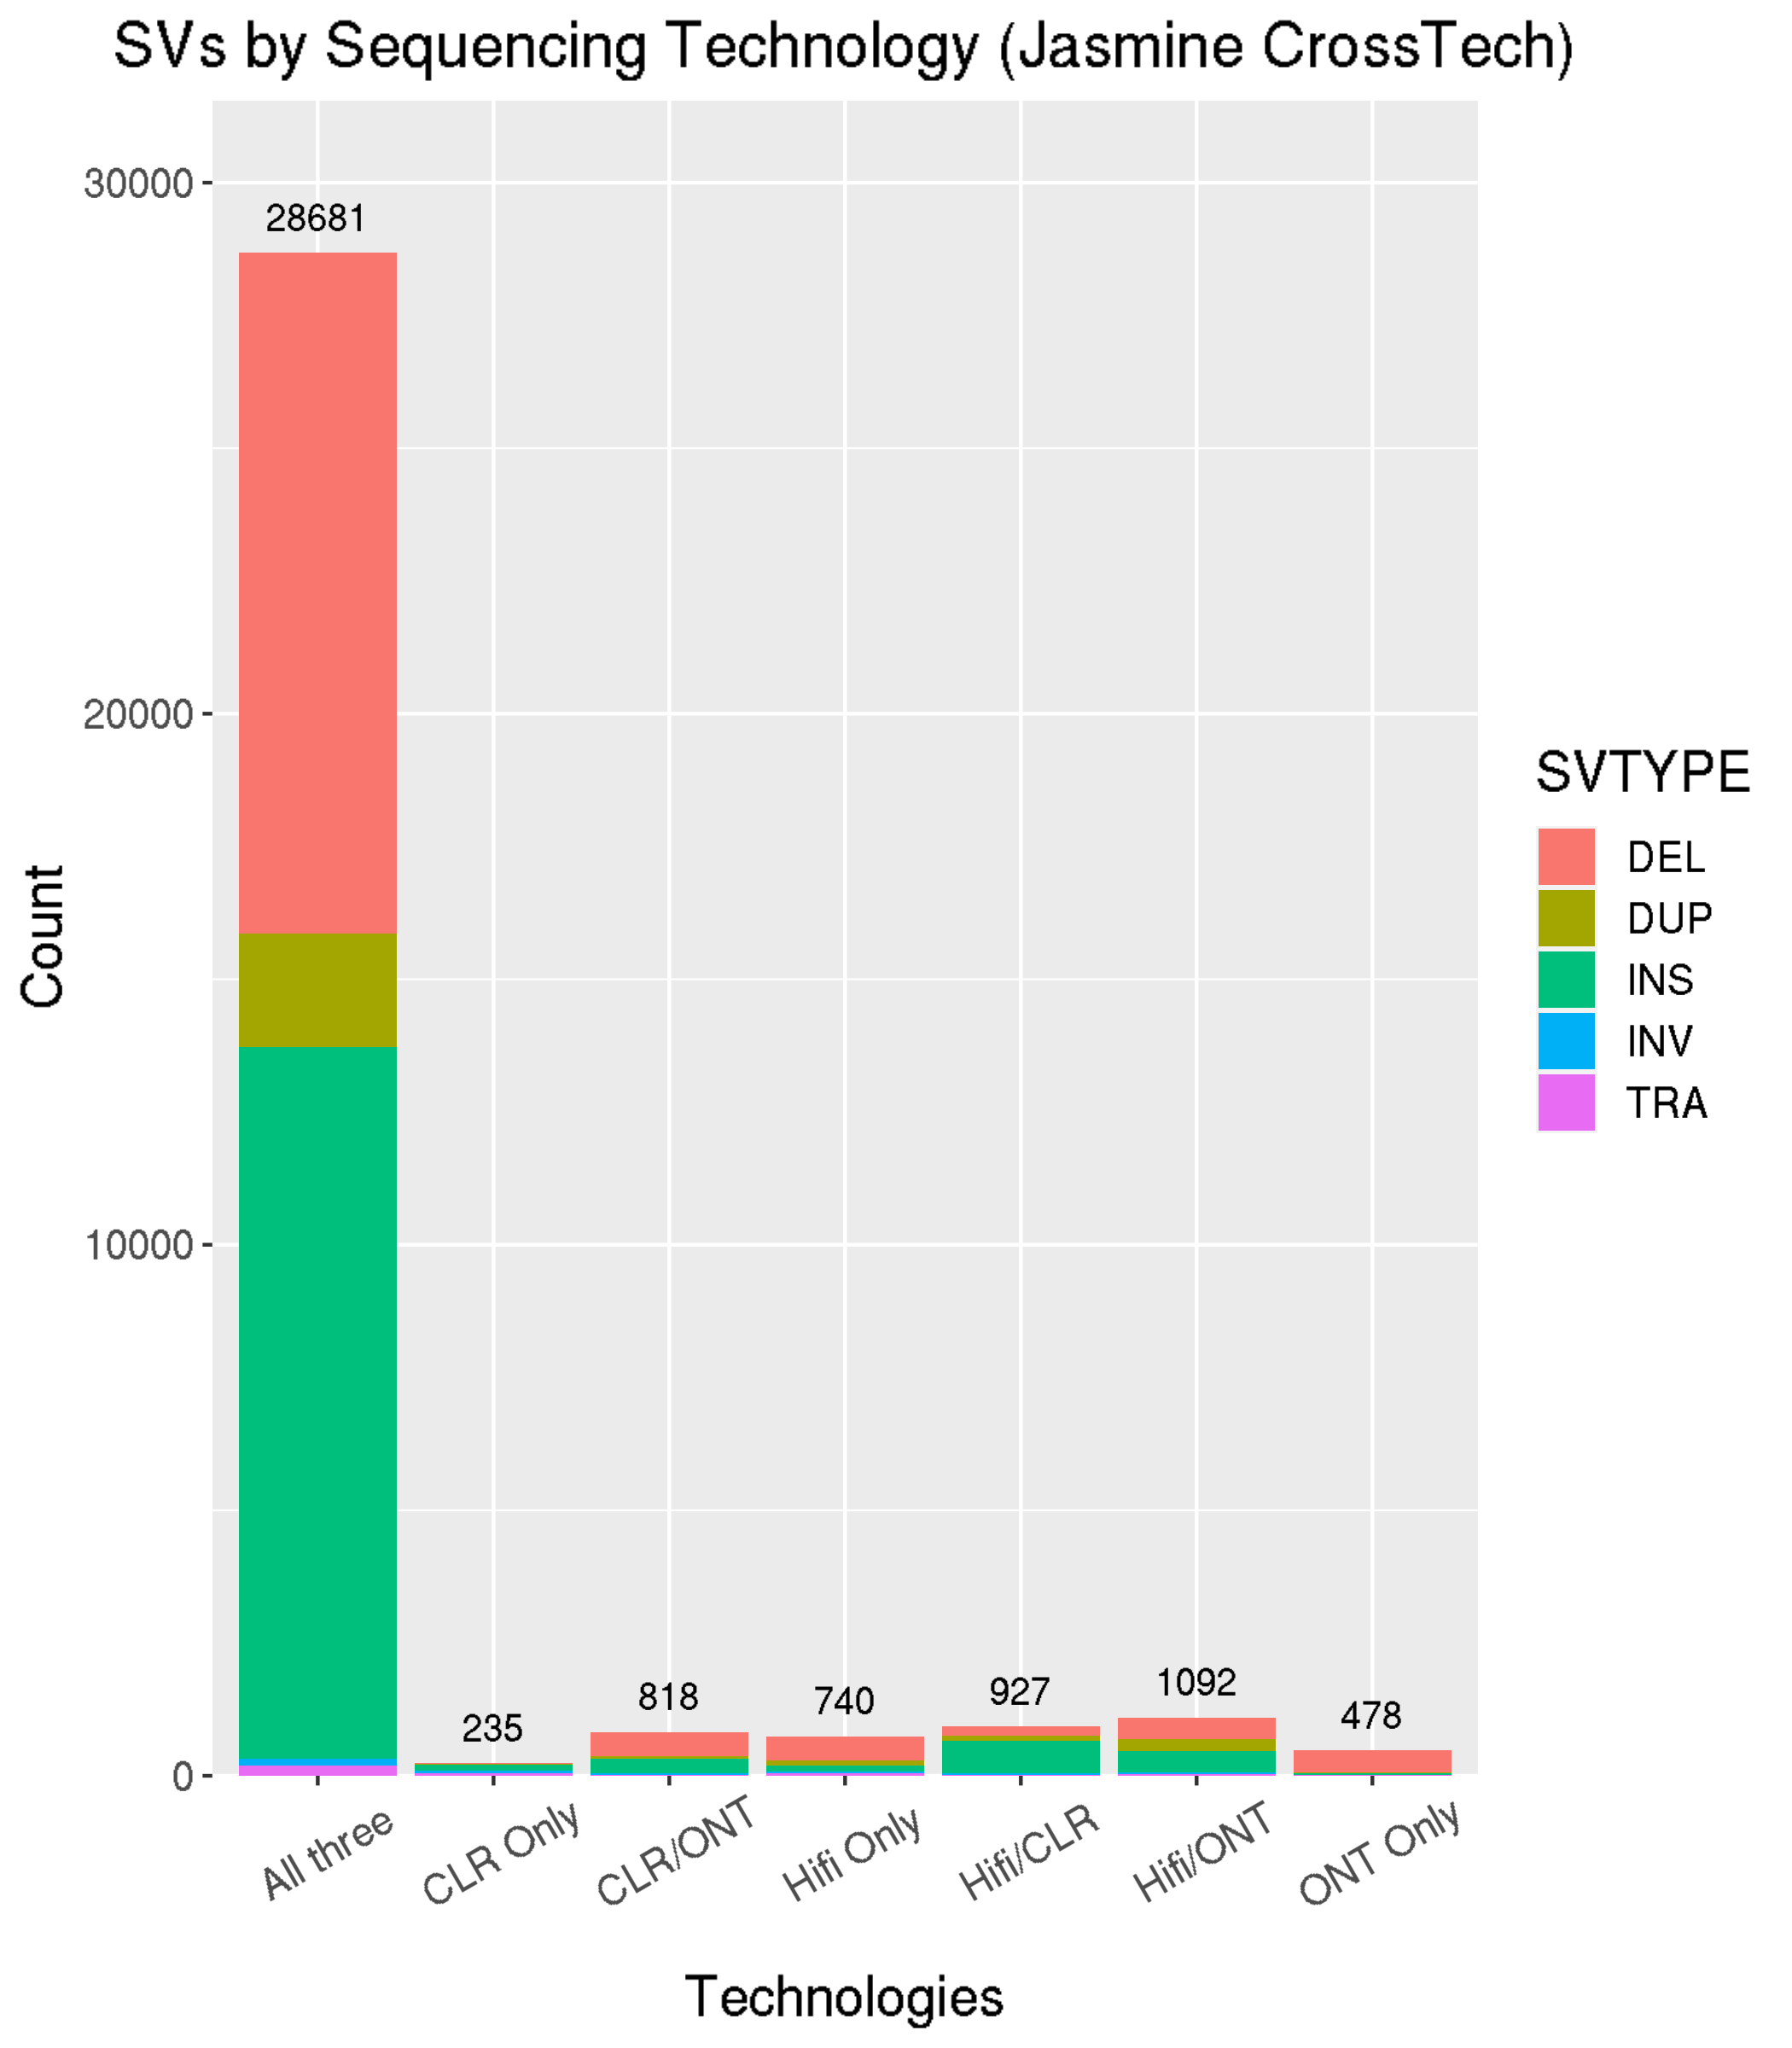 SVs by Sequencing Technology (Jasmine CrossTech)
30000
20000
10000
0
Count
28681
235
818
740
927
1092
478
All three
CLR Only
CLR/ONT
Hifi Only
Hifi/CLR
Hifi/ONT
ONT Only
Technologies
SVTYPE
DEL
DUP
INS
INV
TRA